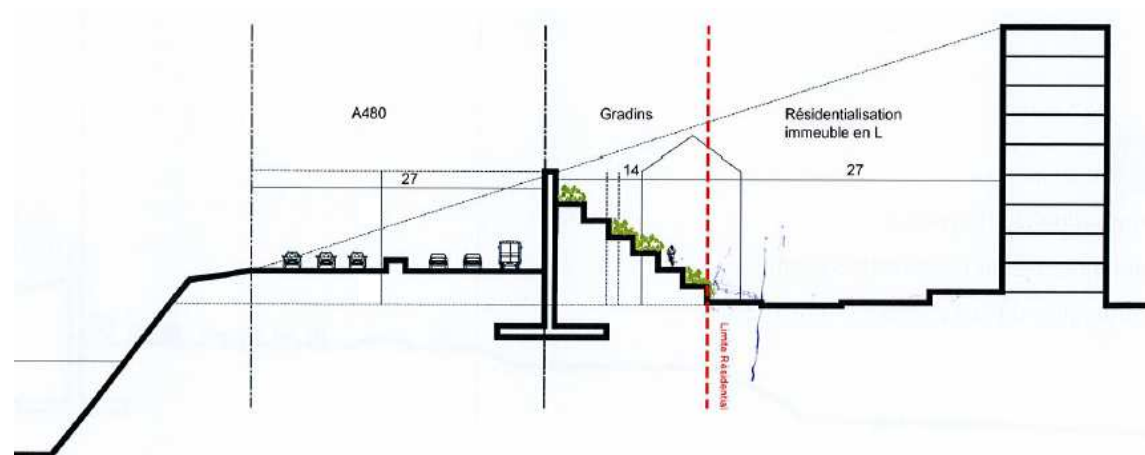 A480
Gradins
Résidentialisation
immeuble en L
27
14
27
Limite Résidential